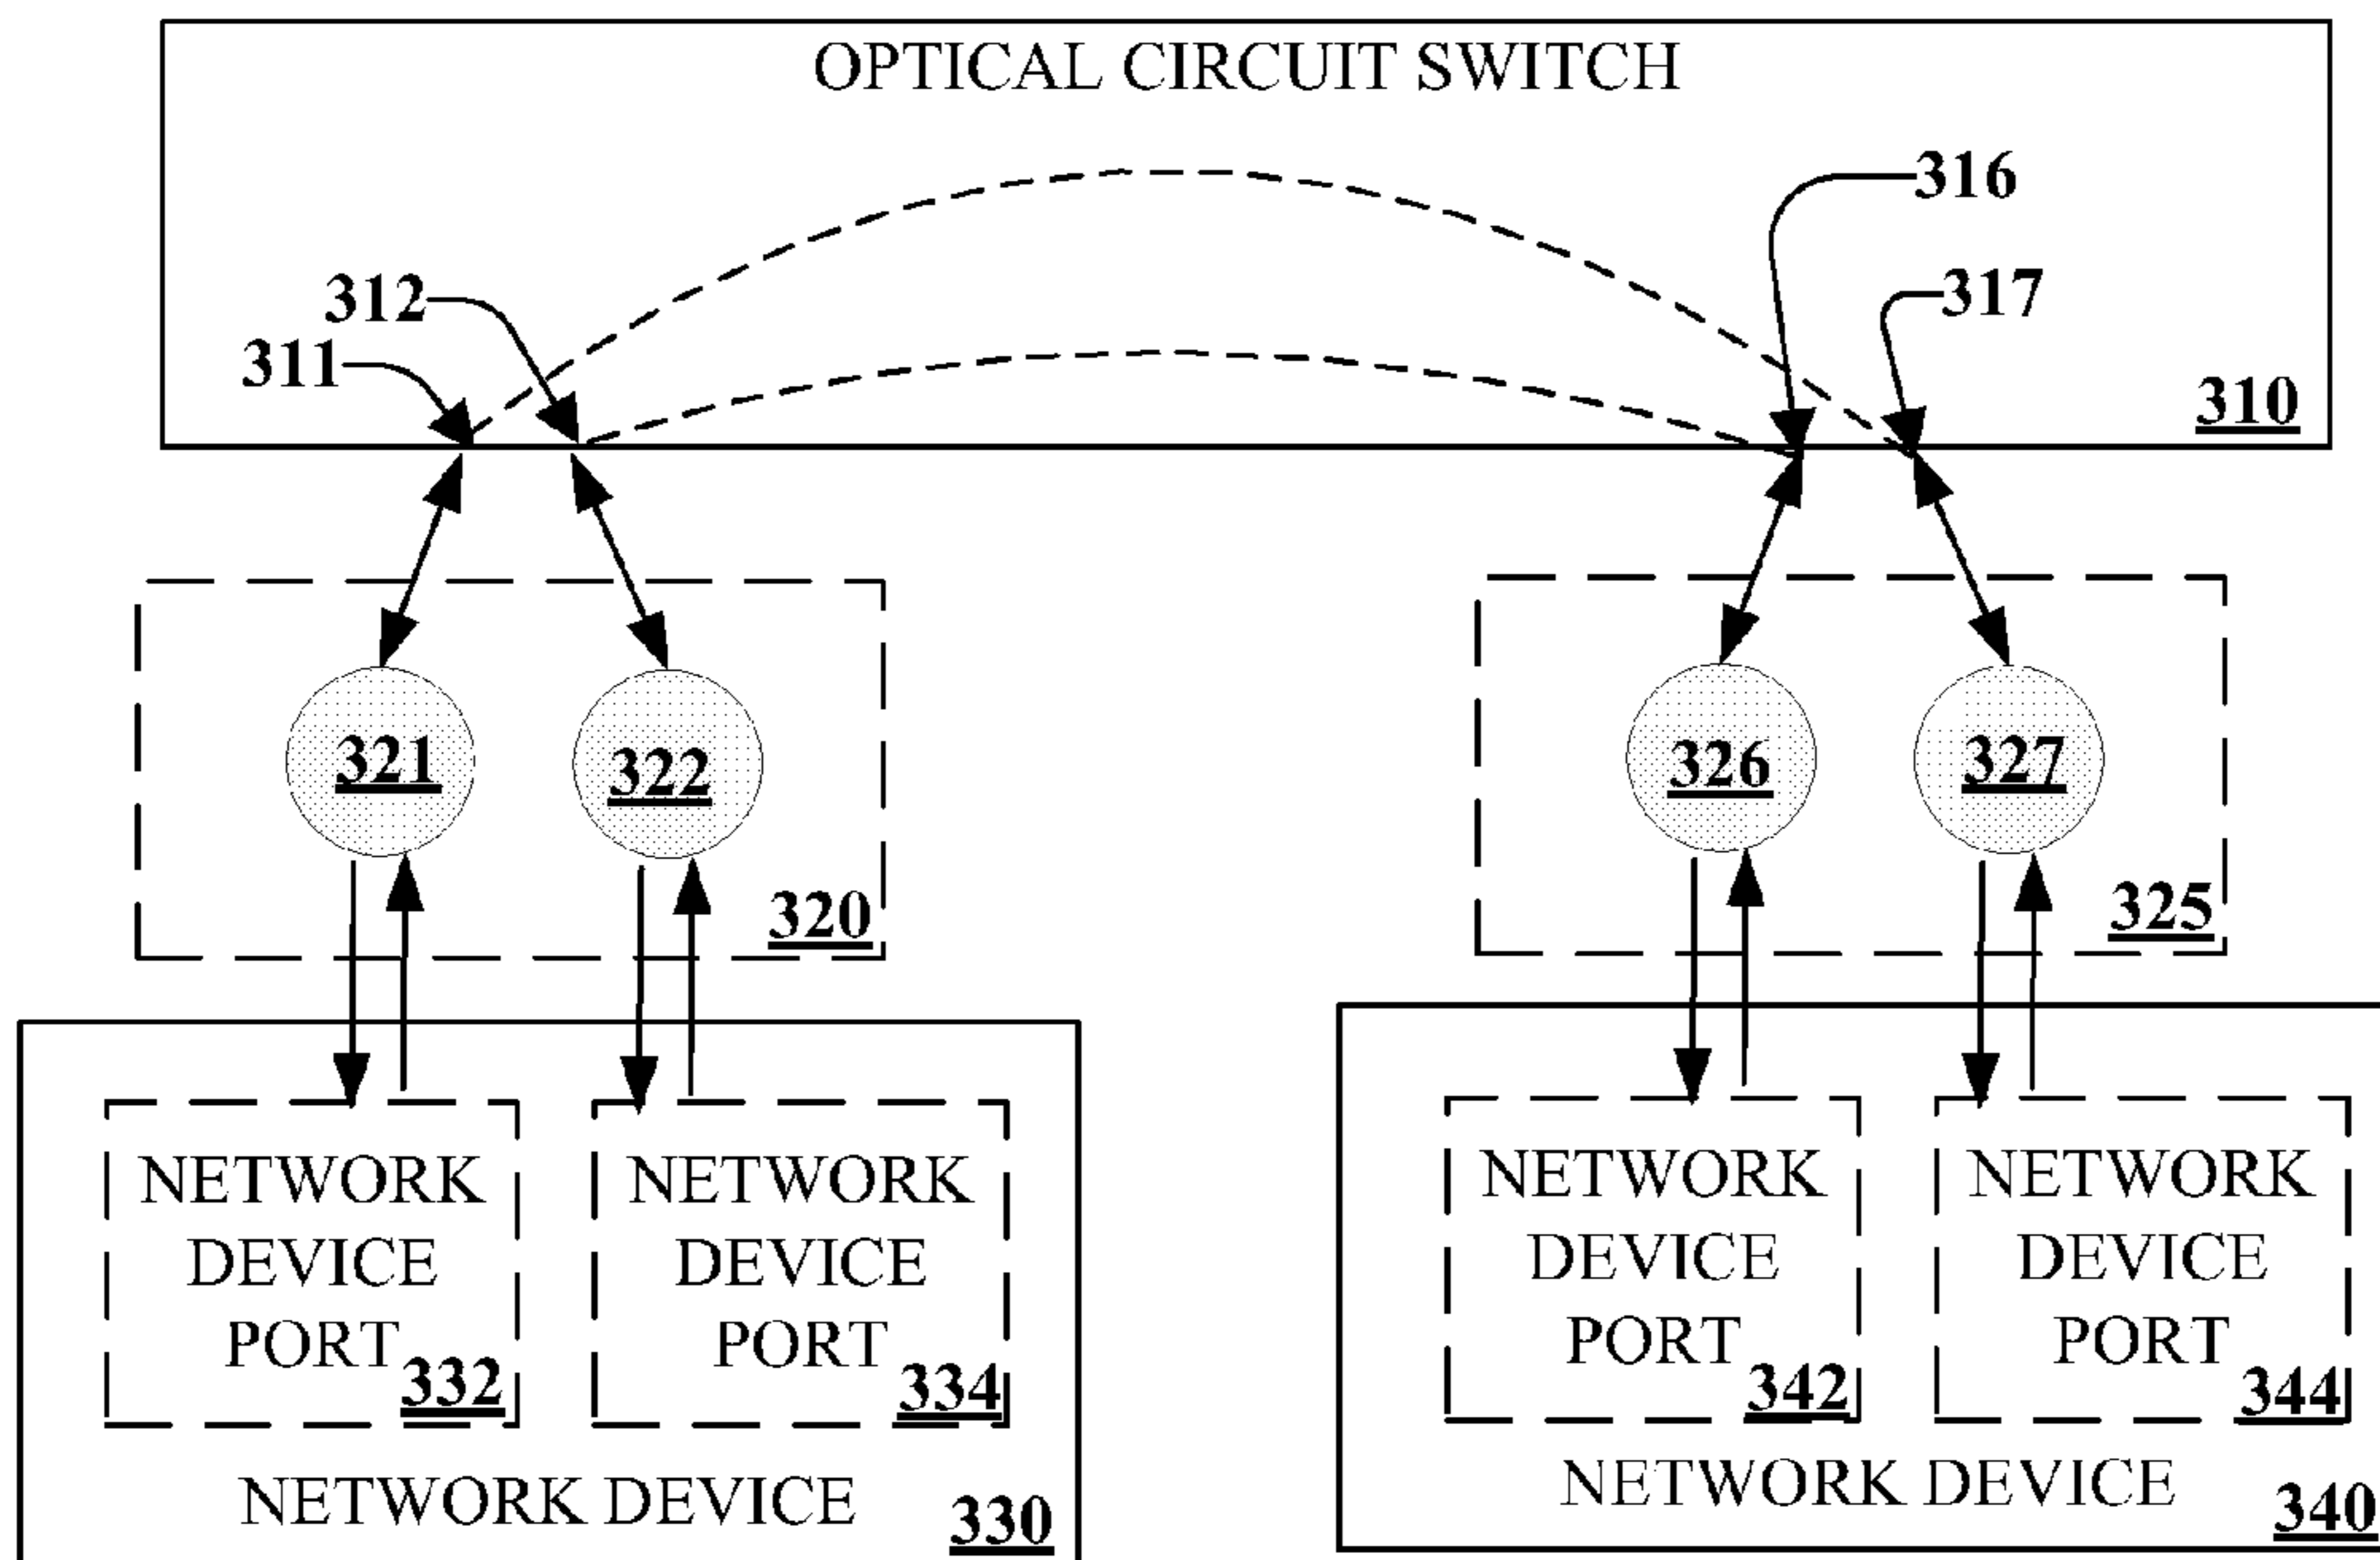 OPTICAL CIRCUIT SWITCH
316
312
317
311
310
321
322
326
327
320
325
NETWORK
DEVICE
PORT
332
NETWORK
DEVICE
PORT
334
NETWORK DEVICE
330
NETWORK
DEVICE
PORT
342
NETWORK
DEVICE
PORT
344
NETWORK DEVICE
340